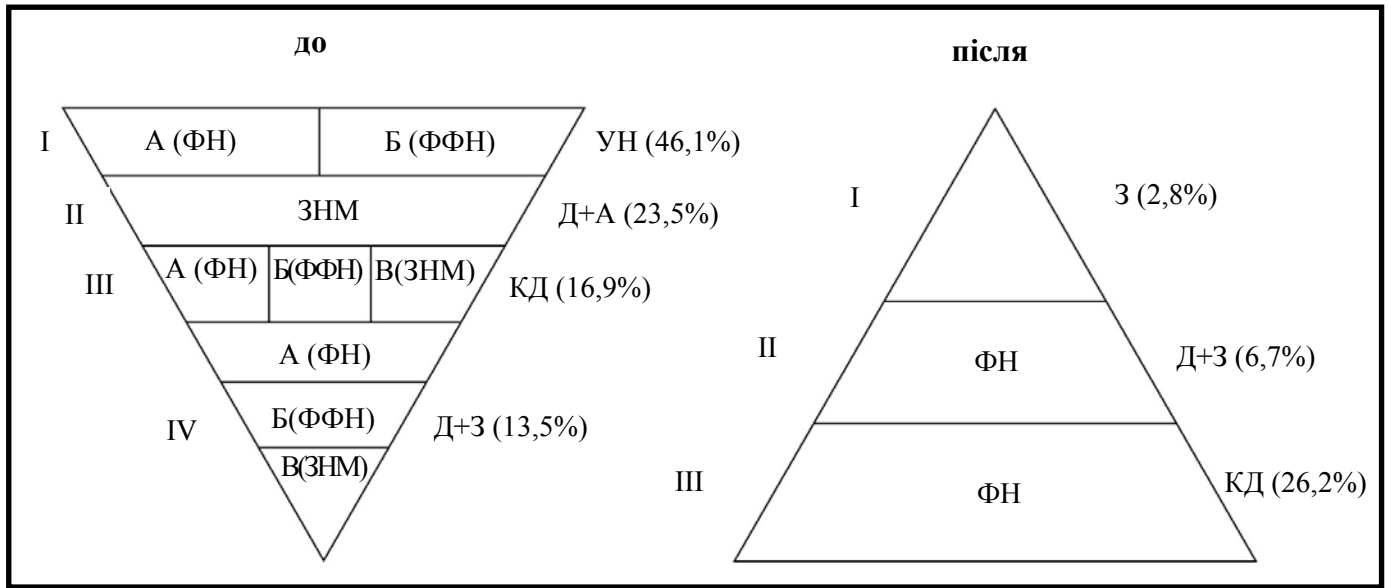 до
I А (ФН) Б (ФФН) УН (46,1%)
II ЗНМ Д+А (23,5%)
III А (ФН) Б(ФФН) В(ЗНМ) КД (16,9%)
А (ФН)
IV Б(ФФН) Д+З (13,5%)
В(ЗНМ)
після
I З (2,8%)
II ФН Д+З (6,7%)
III ФН КД (26,2%)